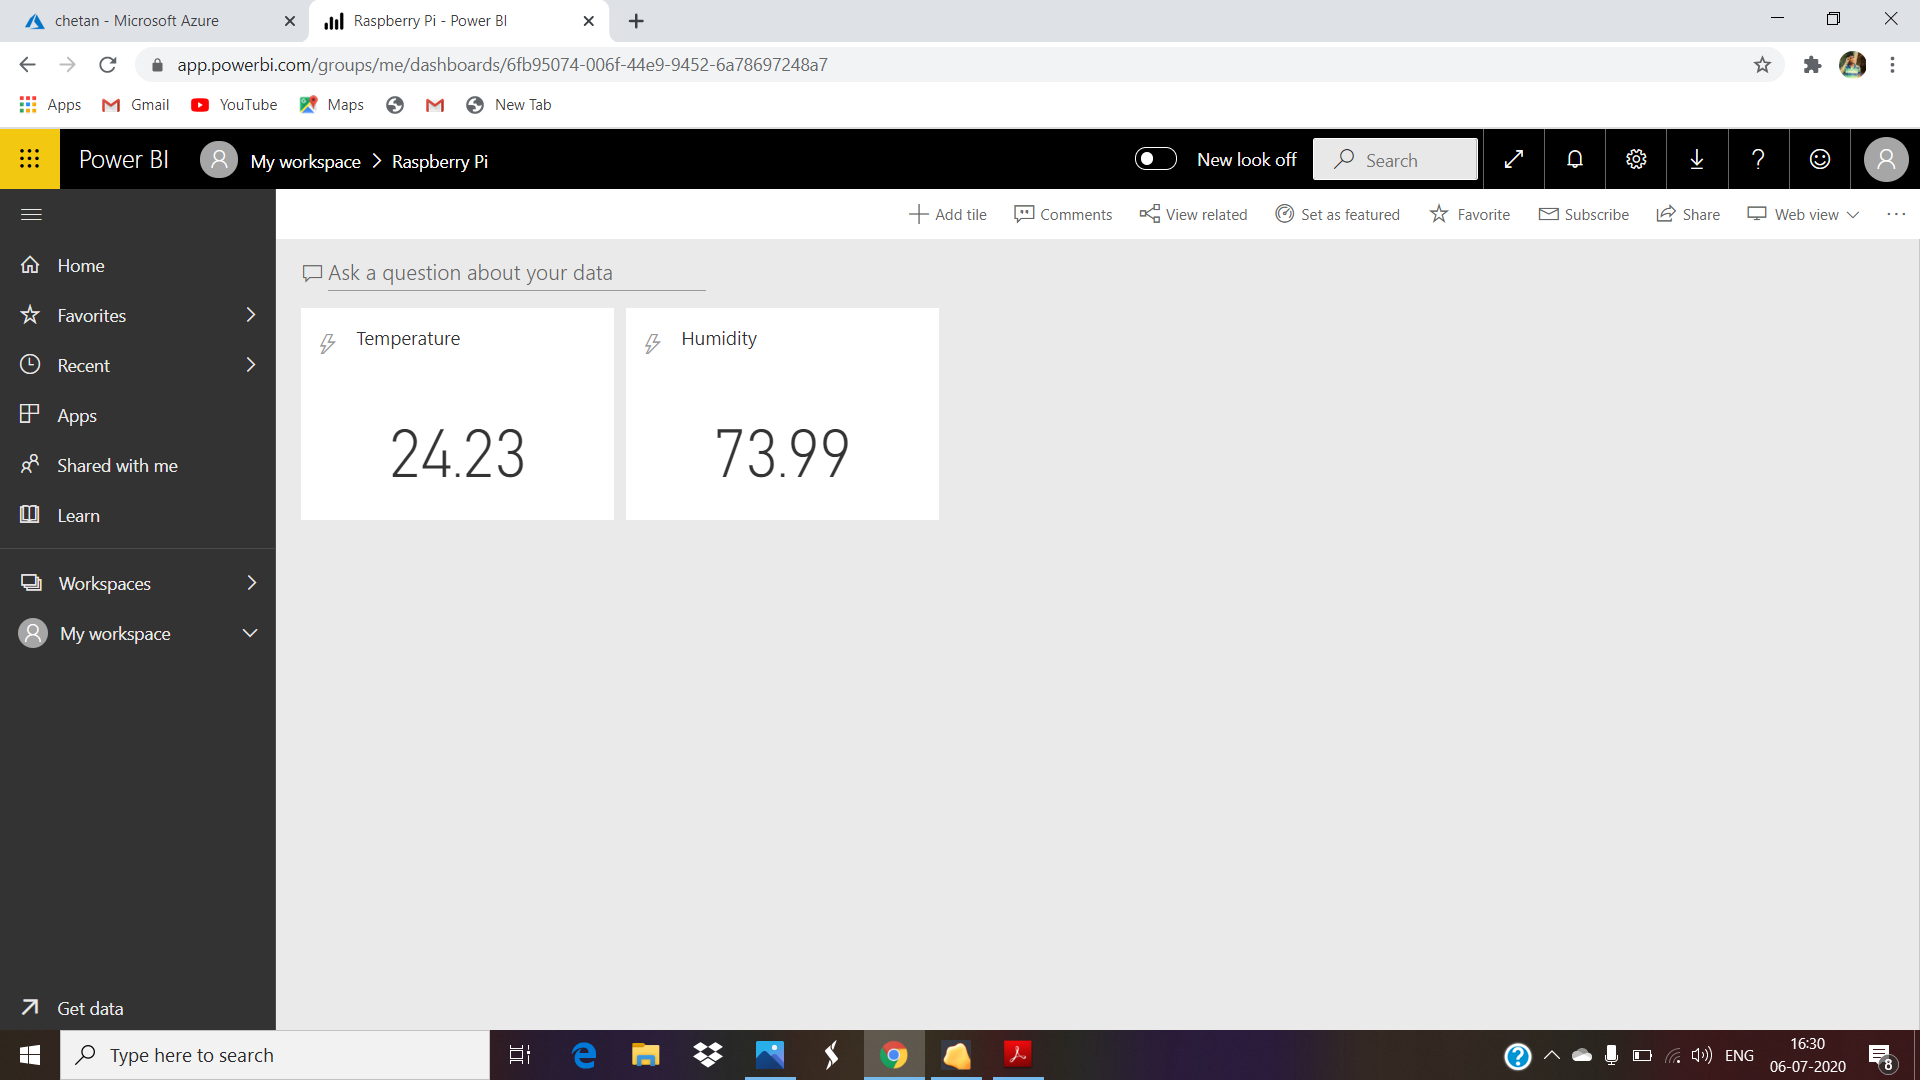 chetan - Microsoft Azure
Raspberry Pi - Power BI
app.powerbi.com/groups/me/dashboards/6fb95074-006f-44e9-9452-6a78697248a7
Apps Gmail YouTube Maps New Tab
Power BI My workspace Raspberry Pi New look off Search
Add tile Comments View related Set as featured Favorite Subscribe Share Web view
Home
Favorites
Recent
Apps
Shared with me
Learn
Workspaces
My workspace
Get data
Ask a question about your data
Temperature
24.23
Humidity
73.99
Type here to search
ENG
16:30
06-07-2020
8